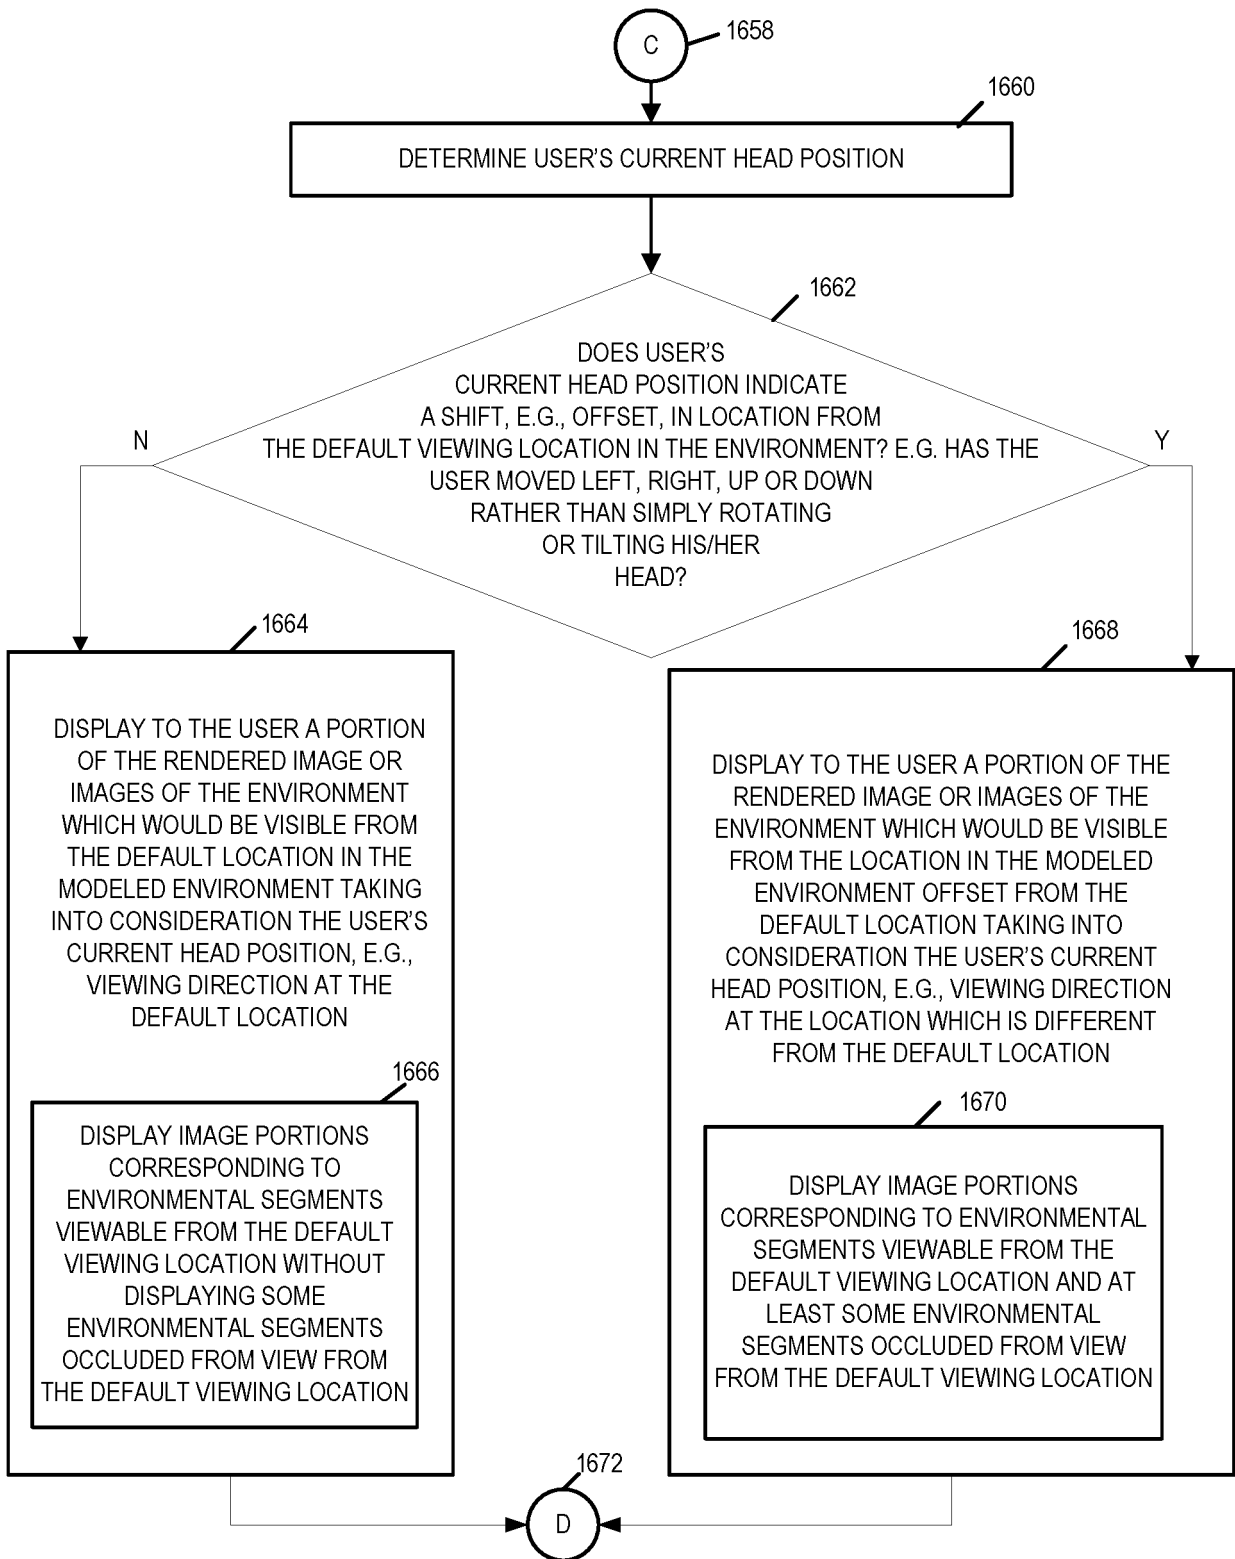 C
1658
1660
DETERMINE USER'S CURRENT HEAD POSITION
1662
DOES USER'S
CURRENT HEAD POSITION INDICATE
A SHIFT, E.G., OFFSET, IN LOCATION FROM
THE DEFAULT VIEWING LOCATION IN THE ENVIRONMENT? E.G. HAS THE
USER MOVED LEFT, RIGHT, UP OR DOWN
RATHER THAN SIMPLY ROTATING
OR TILTING HIS/HER
HEAD?
N
Y
1664
DISPLAY TO THE USER A PORTION
OF THE RENDERED IMAGE OR
IMAGES OF THE ENVIRONMENT
WHICH WOULD BE VISIBLE FROM
THE DEFAULT LOCATION IN THE
MODELED ENVIRONMENT TAKING
INTO CONSIDERATION THE USER'S
CURRENT HEAD POSITION, E.G.,
VIEWING DIRECTION AT THE
DEFAULT LOCATION
1666
DISPLAY IMAGE PORTIONS
CORRESPONDING TO
ENVIRONMENTAL SEGMENTS
VIEWABLE FROM THE DEFAULT
VIEWING LOCATION WITHOUT
DISPLAYING SOME
ENVIRONMENTAL SEGMENTS
OCCLUDED FROM VIEW FROM
THE DEFAULT VIEWING LOCATION
1668
DISPLAY TO THE USER A PORTION OF THE
RENDERED IMAGE OR IMAGES OF THE
ENVIRONMENT WHICH WOULD BE VISIBLE
FROM THE LOCATION IN THE MODELED
ENVIRONMENT OFFSET FROM THE
DEFAULT LOCATION TAKING INTO
CONSIDERATION THE USER'S CURRENT
HEAD POSITION, E.G., VIEWING DIRECTION
AT THE LOCATION WHICH IS DIFFERENT
FROM THE DEFAULT LOCATION
1670
DISPLAY IMAGE PORTIONS
CORRESPONDING TO ENVIRONMENTAL
SEGMENTS VIEWABLE FROM THE
DEFAULT VIEWING LOCATION AND AT
LEAST SOME ENVIRONMENTAL
SEGMENTS OCCLUDED FROM VIEW
FROM THE DEFAULT VIEWING LOCATION
1672
D